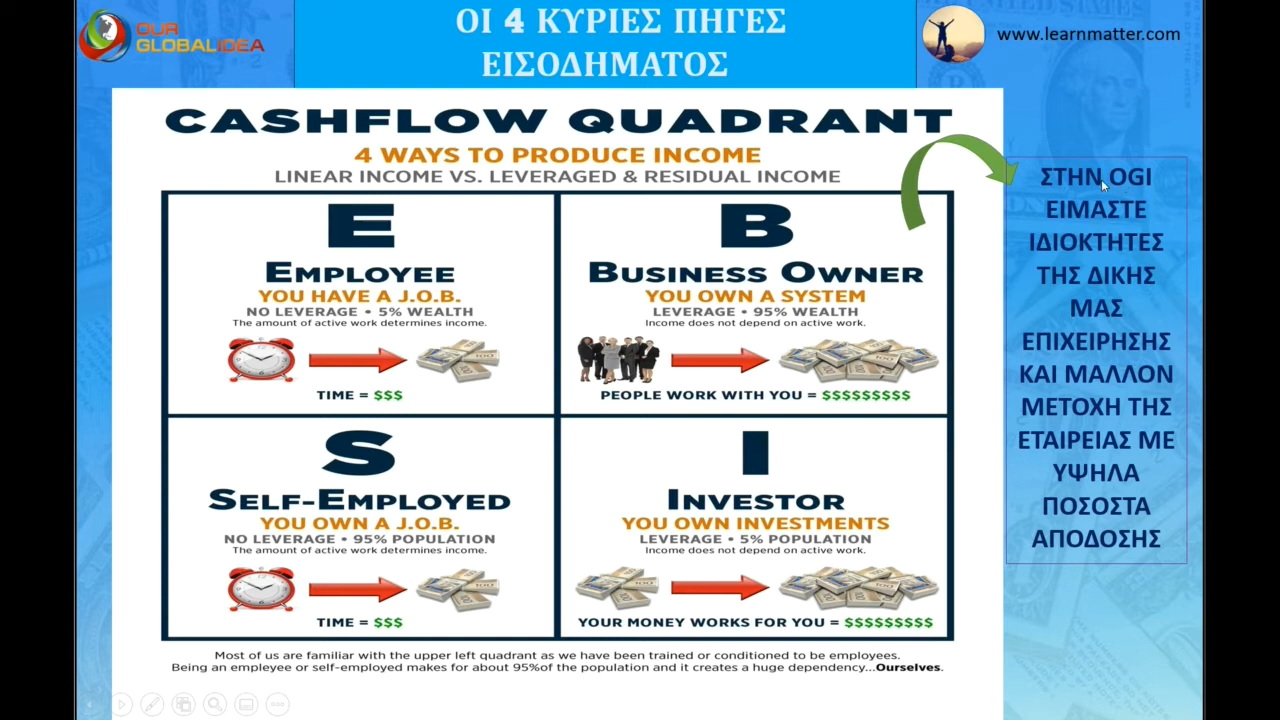 OUR
GLOBALIDEA
ΟΙ 4 ΚΥΡΙΕΣ ΠΗΓΕΣ
ΕΙΣΟΔΗΜΑΤΟΣ
www.learnmatter.com
CASHFLOW QUADRANT
4 WAYS TO PRODUCE INCOME
LINEAR INCOME VS. LEVERAGED & RESIDUAL INCOME
E
EMPLOYEE
YOU HAVE A J.O.B.
NO LEVERAGE • 5% WEALTH
The amount of active work determines income.
TIME = $$$
B
BUSINESS OWNER
YOU OWN A SYSTEM
LEVERAGE • 95% WEALTH
Income does not depend on active work.
PEOPLE WORK WITH YOU = $$$$$$$$$
S
SELF-EMPLOYED
YOU OWN A J.O.B.
NO LEVERAGE • 95% POPULATION
The amount of active work determines income.
TIME = $$$
I
INVESTOR
YOU OWN INVESTMENTS
LEVERAGE • 5% POPULATION
Income does not depend on active work.
YOUR MONEY WORKS FOR YOU = $$$$$$$$$
Most of us are familiar with the upper left quadrant as we have been trained or conditioned to be employees.
Being an employee or self-employed makes for about 95%of the population and it creates a huge dependency...Ourselves.
ΣΤΗΝ OGI
ΕΙΜΑΣΤΕ
ΙΔΙΟΚΤΗΤΕΣ
ΤΗΣ ΔΙΚΗΣ
ΜΑΣ
ΕΠΙΧΕΙΡΗΣΗΣ
ΚΑΙ ΜΑΛΛΟΝ
ΜΕΤΟΧΗ ΤΗΣ
ΕΤΑΙΡΕΙΑΣ ΜΕ
ΥΨΗΛΑ
ΠΟΣΟΣΤΑ
ΑΠΟΔΟΣΗΣ